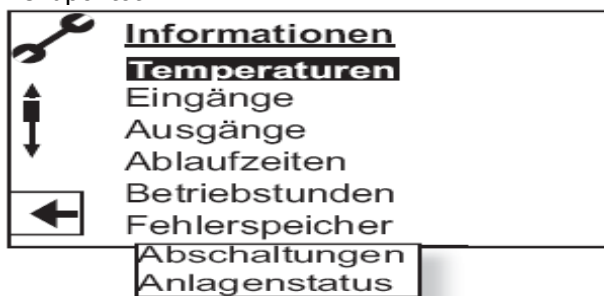 Informationen
Temperaturen
Eingänge
Ausgänge
Ablaufzeiten
Betriebstunden
Fehlerspeicher
Abschaltungen
Anlagenstatus